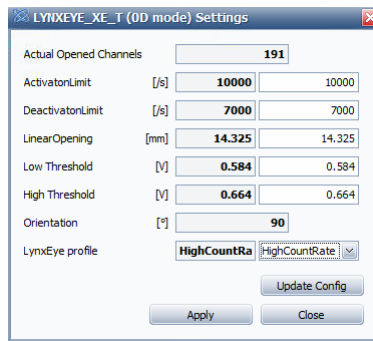 LYNXEYE_XE_T (0D mode) Settings
Actual Opened Channels 191
ActivatonLimit [/s] 10000 10000
DeactivatonLimit [/s] 7000 7000
LinearOpening [mm] 14.325 14.325
Low Threshold [V] 0.584 0.584
High Threshold [V] 0.664 0.664
Orientation [°] 90
LynxEye profile HighCountRa HighCountRate
Update Config
Apply Close